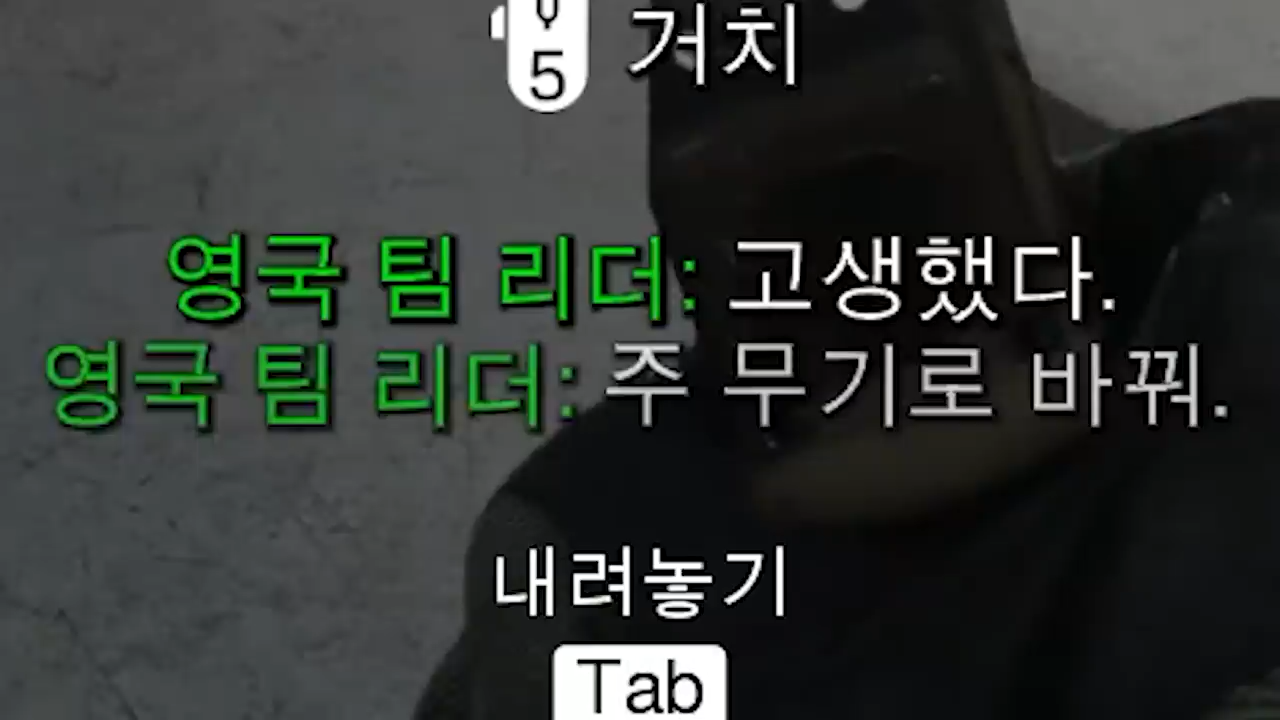 5 거치
영국 팀 리더: 고생했다.
영국 팀 리더: 주 무기로 바꿔.
내려놓기
Tab